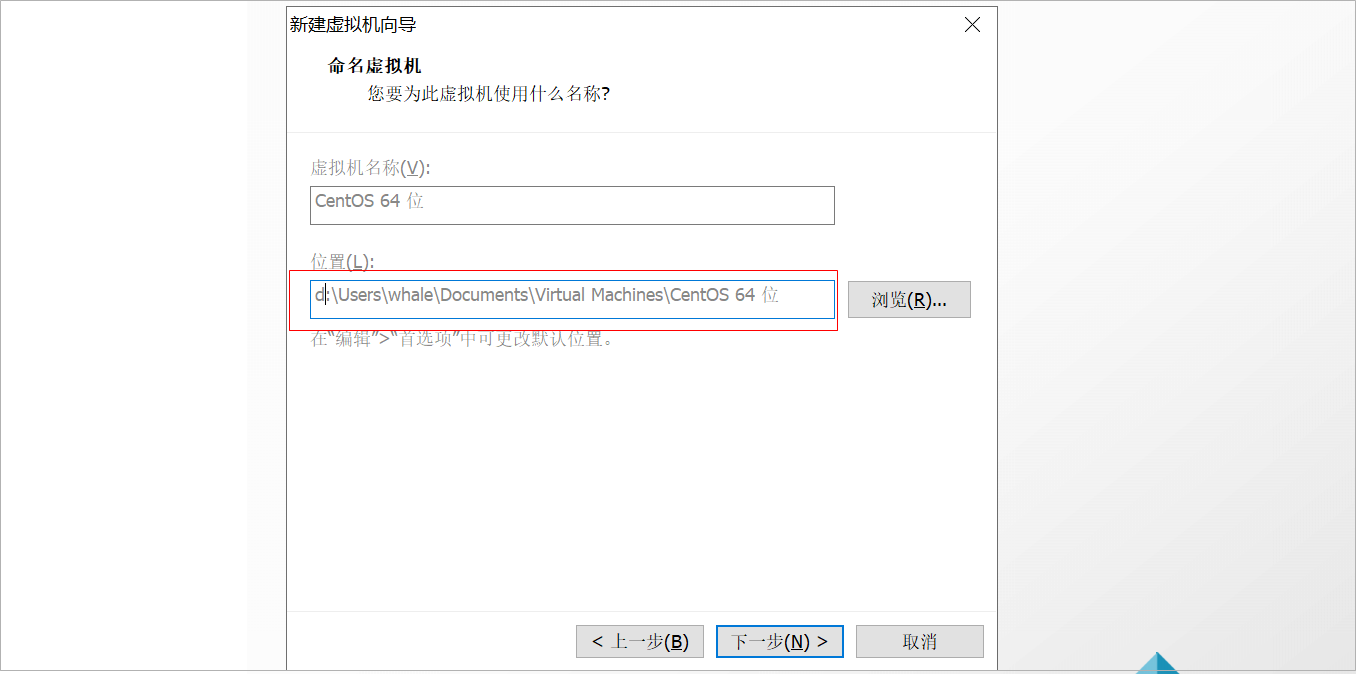 新建虚拟机向导
命名虚拟机
您要为此虚拟机使用什么名称?
虚拟机名称(V):
CentOS 64 位
位置(L):
d:\Users\whale\Documents\Virtual Machines\CentOS 64 位
浏览(R)...
在“编辑”>“首选项”中可更改默认位置。
< 上一步(B)
下一步(N) >
取消